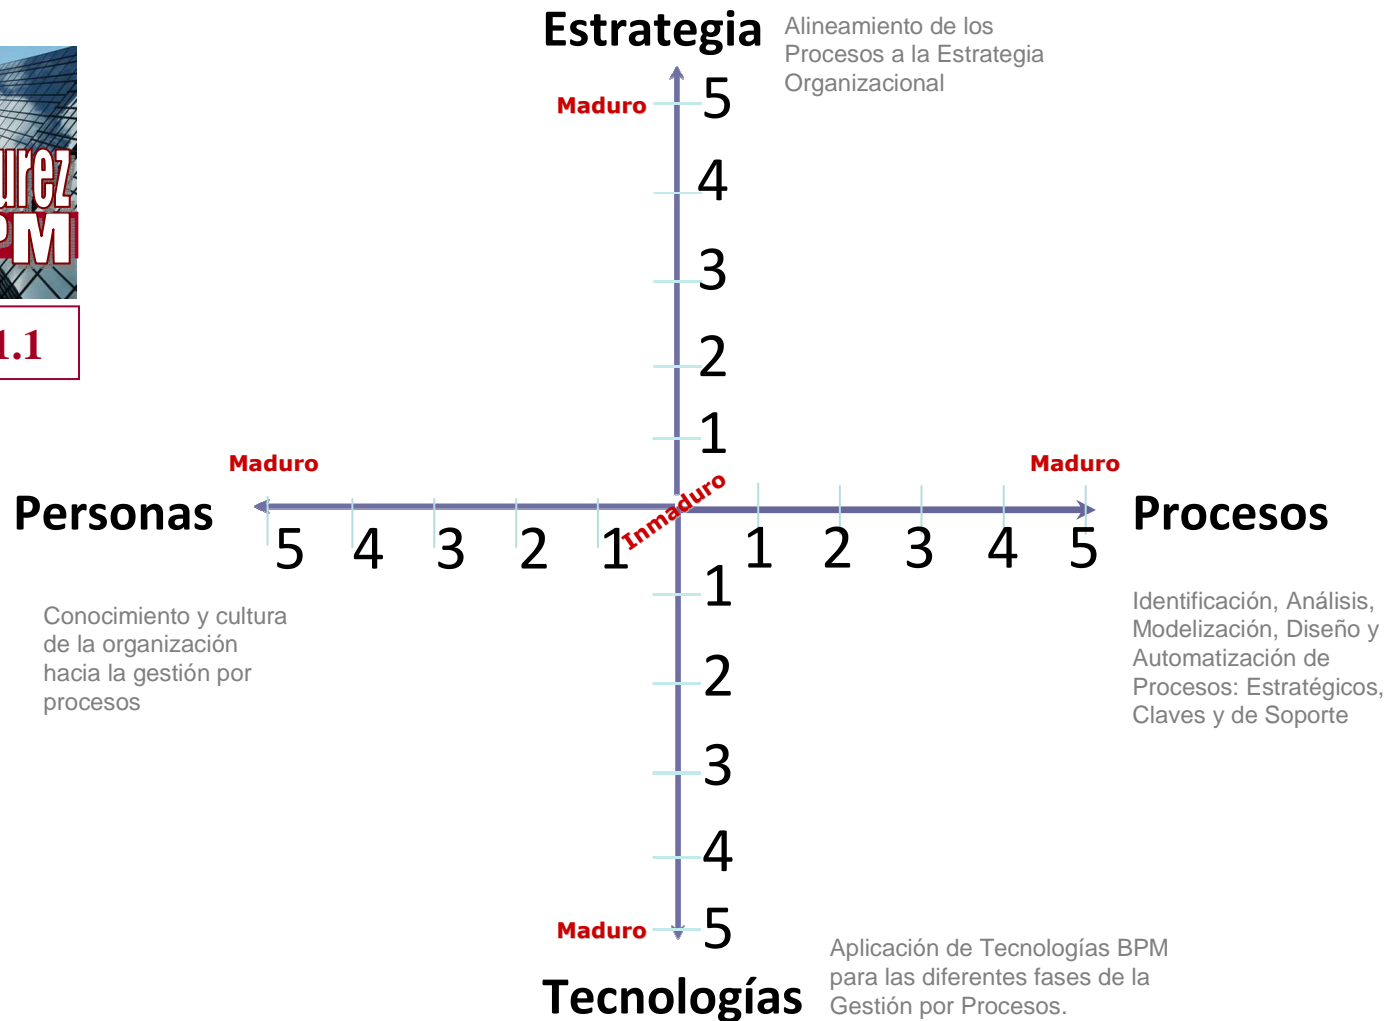 Estrategia
Alineamiento de los
Procesos a la Estrategia
Organizacional
Maduro
5
4
3
2
1
1.1
Maduro
Maduro
Personas
Inmaduro
Procesos
5 4 3 2 1
1 2 3 4 5
Conocimiento y cultura
de la organización
hacia la gestión por
procesos
Identificación, Análisis,
Modelización, Diseño y
Automatización de
Procesos: Estratégicos,
Claves y de Soporte
1
2
3
4
5
Maduro
Tecnologías
Aplicación de Tecnologías BPM
para las diferentes fases de la
Gestión por Procesos.